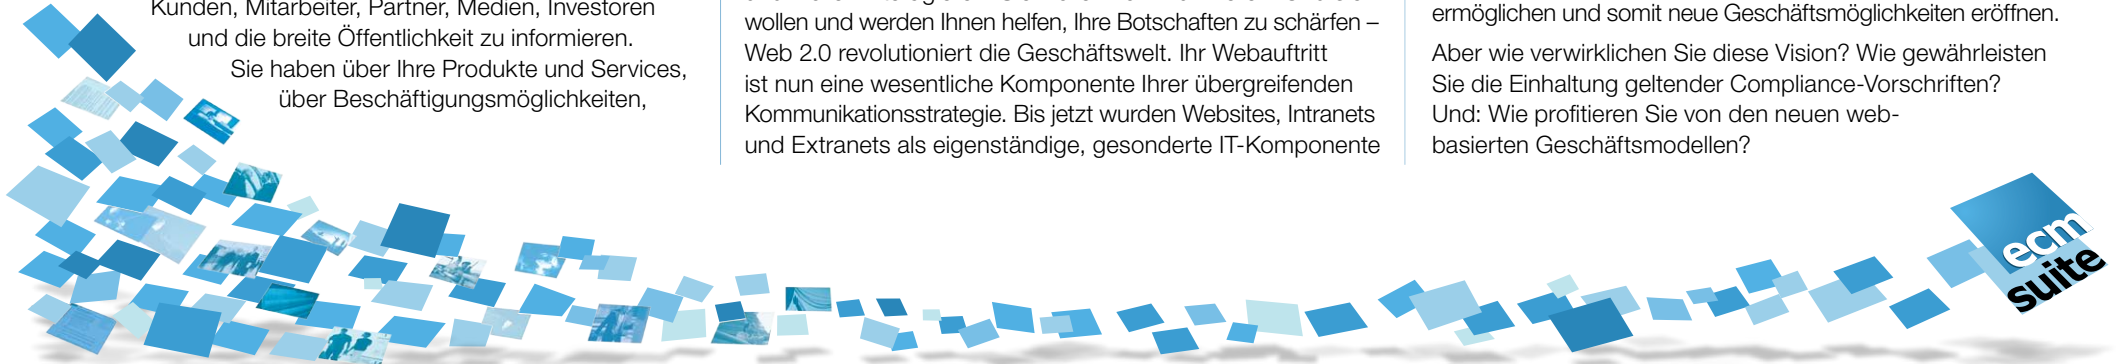 Kunden, Mitarbeiter, Partner, Medien, Investoren
und die breite Öffentlichkeit zu informieren.
Sie haben über Ihre Produkte und Services,
über Beschäftigungsmöglichkeiten,
wollen und werden Ihnen helfen, Ihre Botschaften zu schärfen –
Web 2.0 revolutioniert die Geschäftswelt. Ihr Webauftritt
ist nun eine wesentliche Komponente Ihrer übergreifenden
Kommunikationsstrategie. Bis jetzt wurden Websites, Intranets
und Extranets als eigenständige, gesonderte IT-Komponente
ermöglichen und somit neue Geschäftsmöglichkeiten eröffnen.
Aber wie verwirklichen Sie diese Vision? Wie gewährleisten
Sie die Einhaltung geltender Compliance-Vorschriften?
Und: Wie profitieren Sie von den neuen web-
basierten Geschäftsmodellen?
ecm
suite